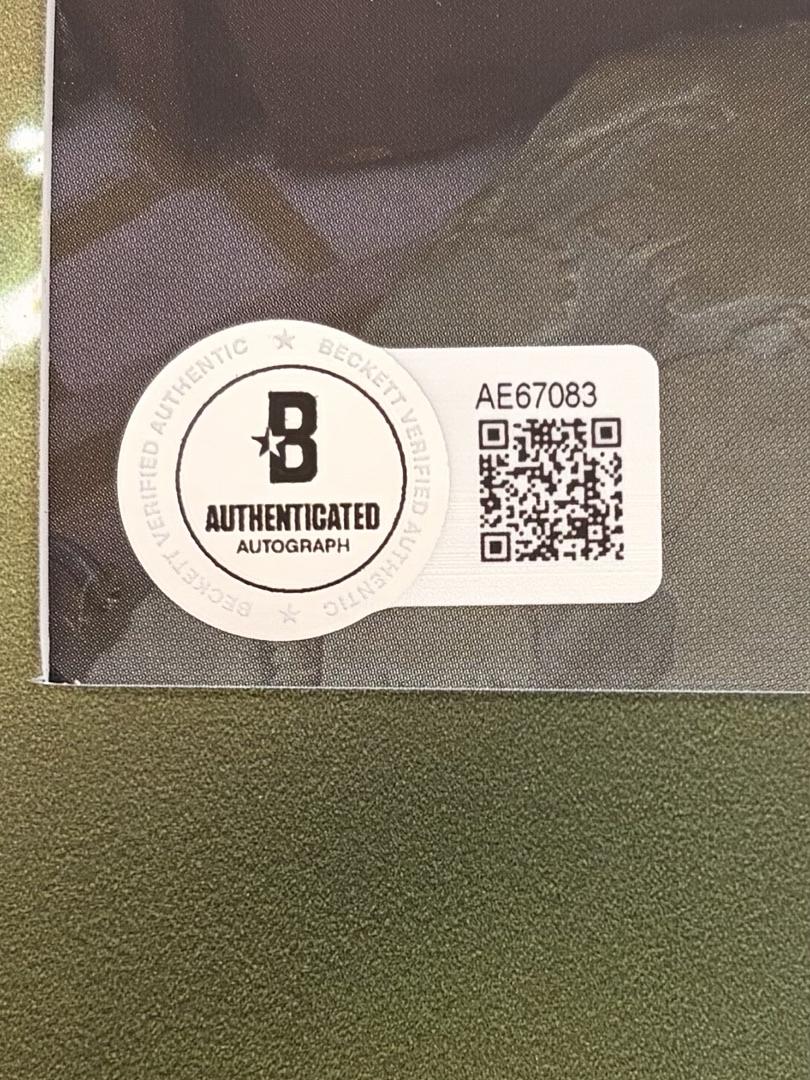 BECKETT VERIFIED AUTHENTIC
BECKETT VERIFIED AUTHENTIC
B
AUTHENTICATED
AUTOGRAPH
AE67083